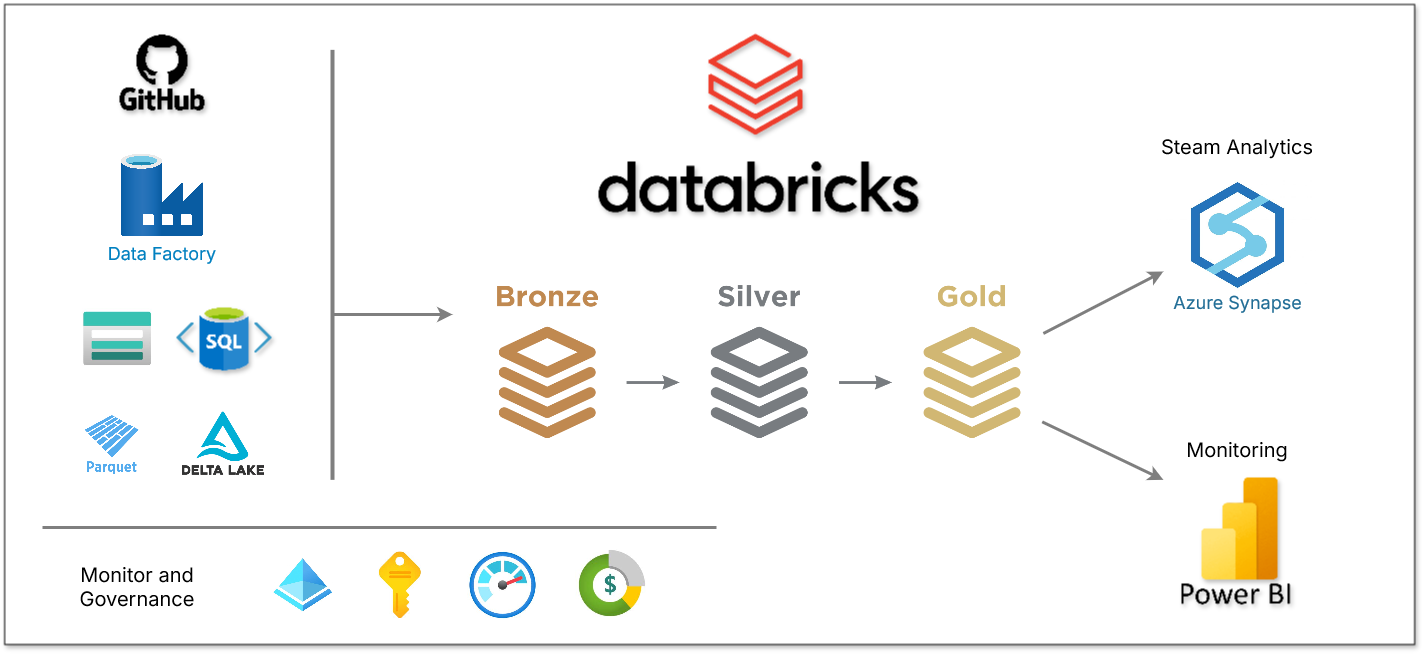 GitHub
Data Factory
SQL
Parquet
DELTA LAKE
databricks
Bronze
Silver
Gold
Steam Analytics
Azure Synapse
Monitoring
Power BI
Monitor and
Governance
$